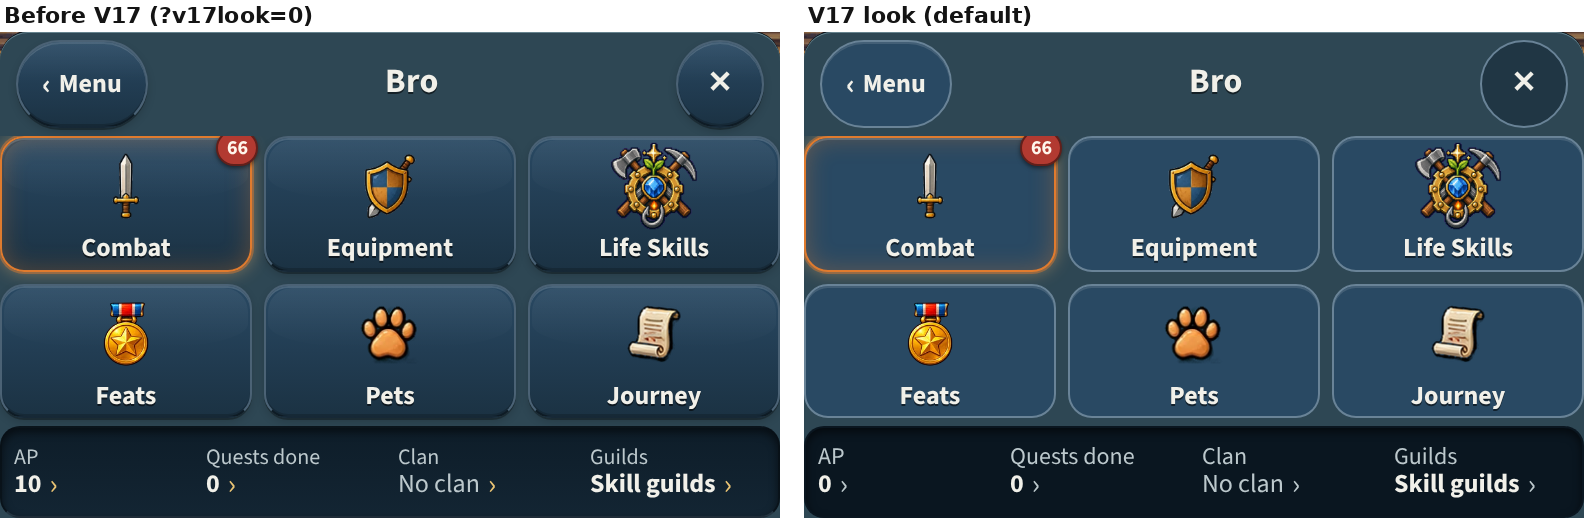 Before V17 (?v17look=0)
‹ Menu
Bro
✕
66
Combat
Equipment
Life Skills
Feats
Pets
Journey
AP
10 ›
Quests done
0 ›
Clan
No clan ›
Guilds
Skill guilds ›
V17 look (default)
‹ Menu
Bro
✕
66
Combat
Equipment
Life Skills
Feats
Pets
Journey
AP
0 ›
Quests done
0 ›
Clan
No clan ›
Guilds
Skill guilds ›